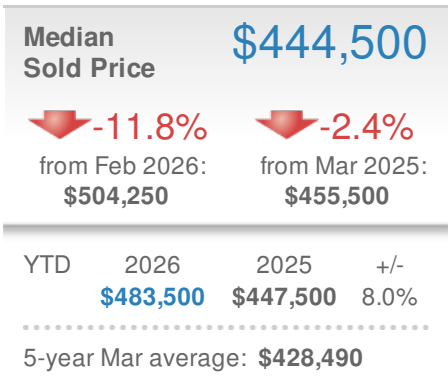 Median $444,500
Sold Price
-11.8% -2.4%
from Feb 2026: from Mar 2025:
$504,250 $455,500
YTD 2026 2025 +/-
$483,500 $447,500 8.0%
5-year Mar average: $428,490